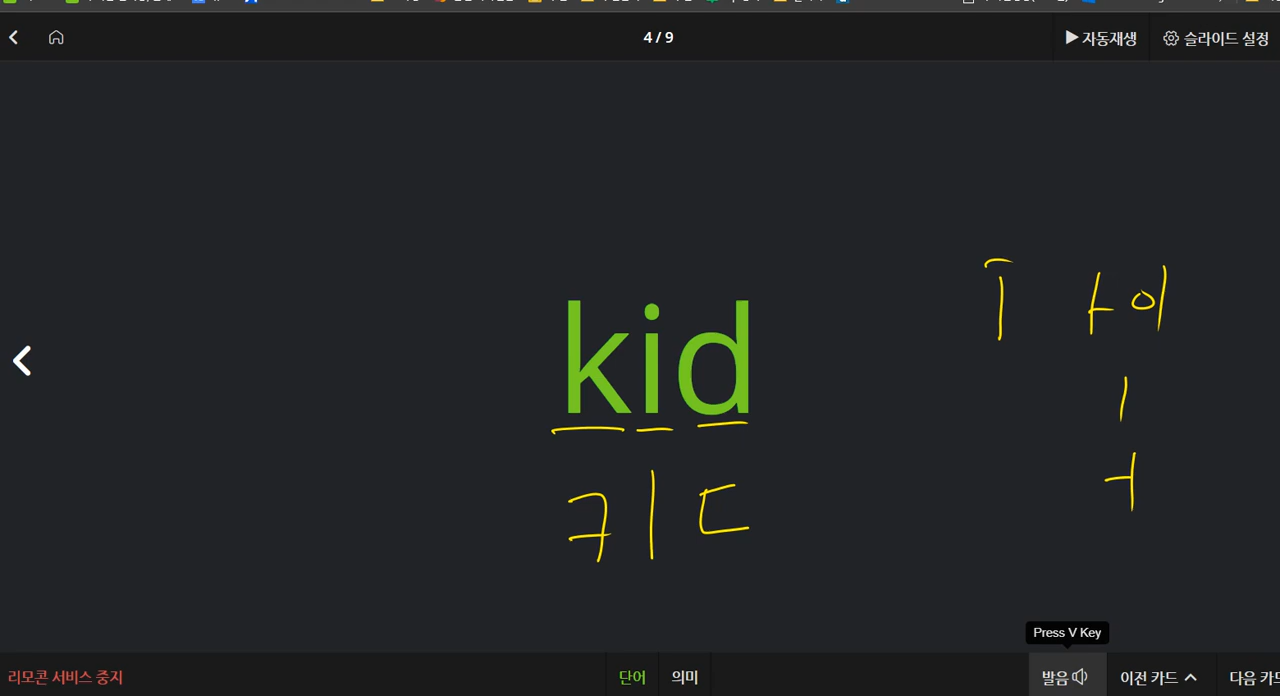 4 / 9
▶ 자동재생
슬라이드 설정
kid
ㅋ ㅣ ㄷ
i ㅏ이
ㅣ
ㅓ
Press V Key
리모콘 서비스 중지
단어
의미
발음
이전 카드
다음 카드